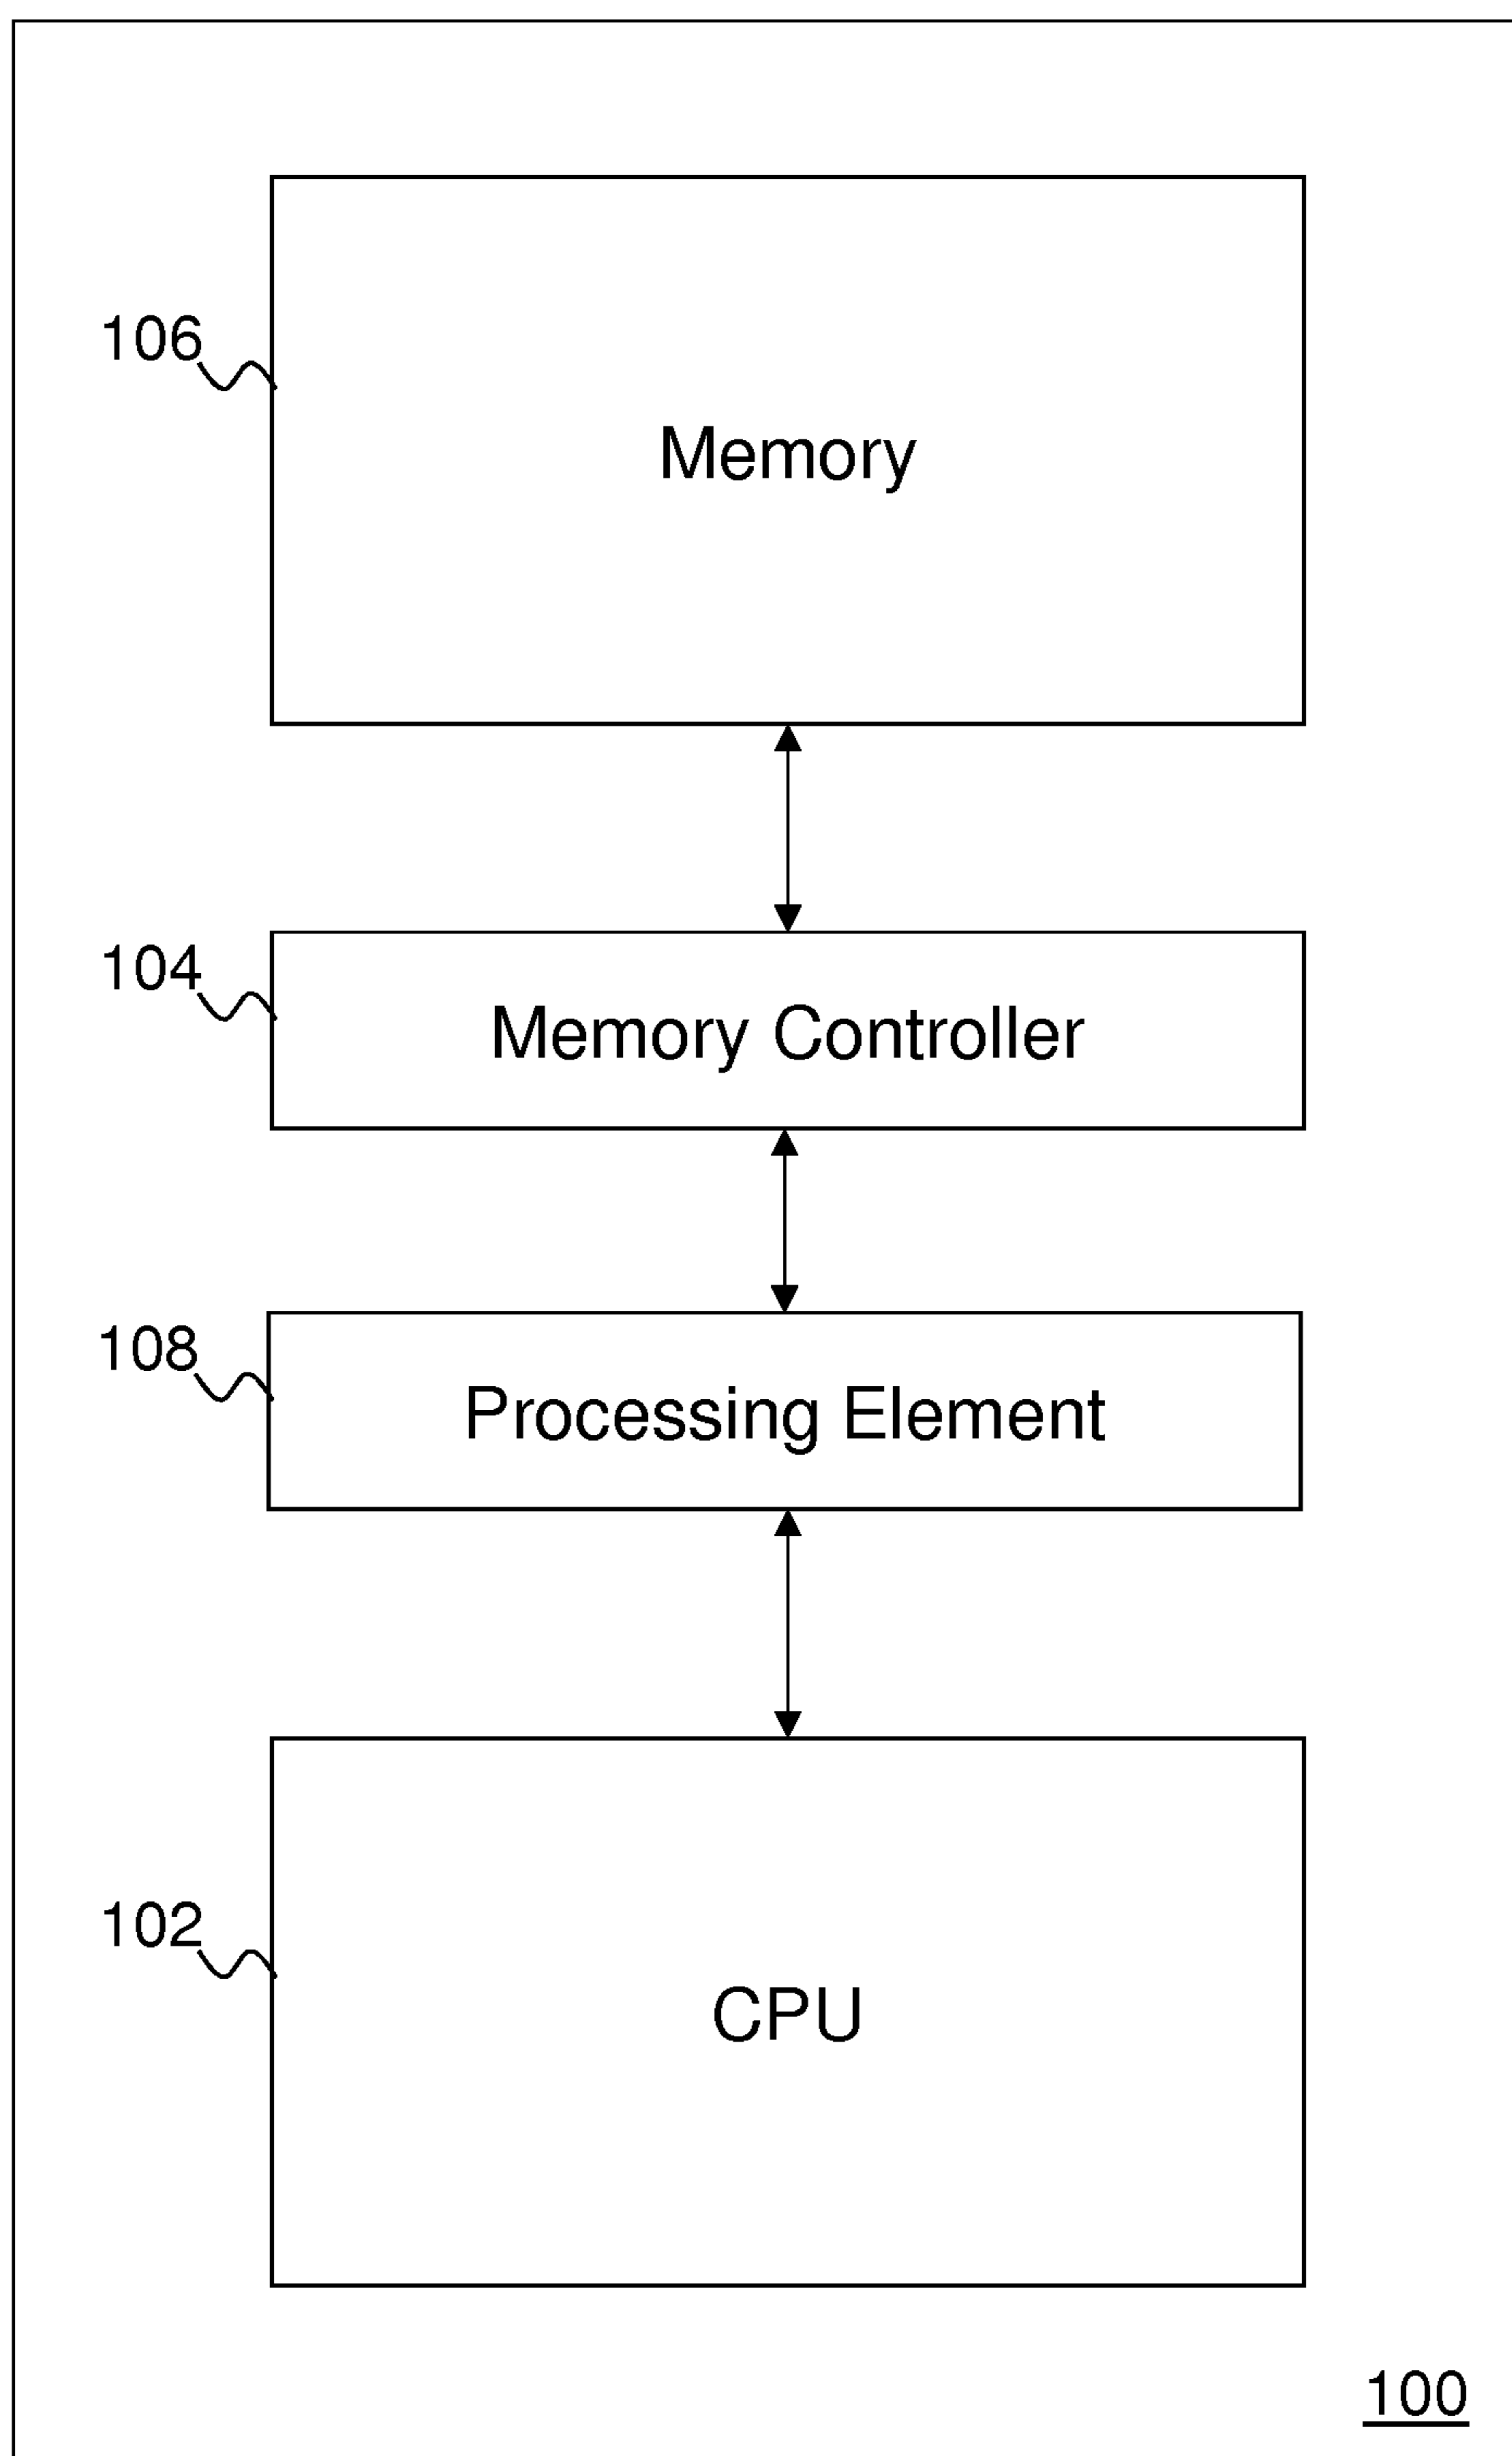 106
Memory
104
Memory Controller
108
Processing Element
102
CPU
100